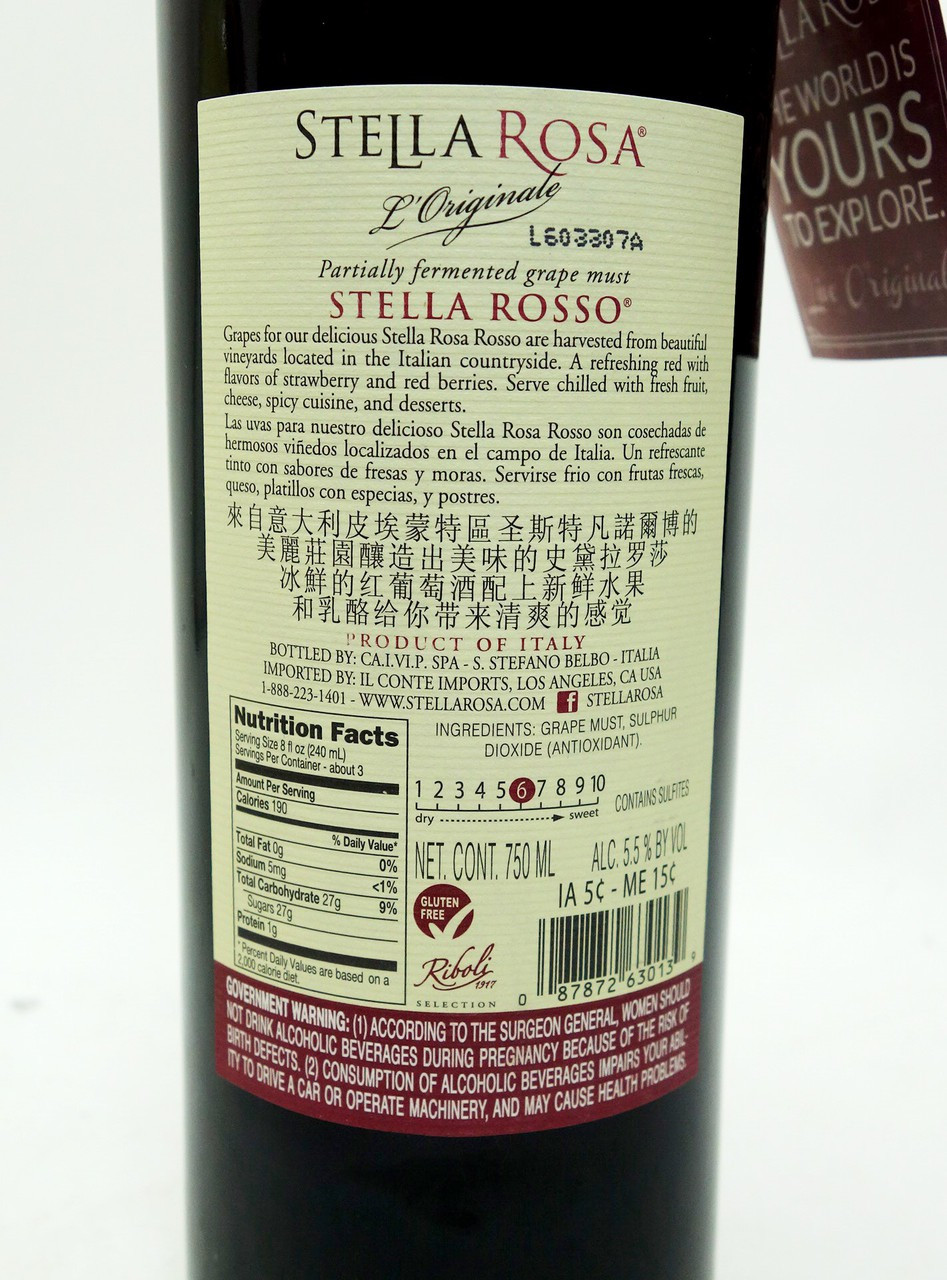 STELLA ROSA®
L'Originale
L603307A
Partially fermented grape must
STELLA ROSSO®
Grapes for our delicious Stella Rosa Rosso are harvested from beautiful
vineyards located in the Italian countryside. A refreshing red with
flavors of strawberry and red berries. Serve chilled with fresh fruit,
cheese, spicy cuisine, and desserts.
Las uvas para nuestro delicioso Stella Rosa Rosso son cosechadas de
hermosos viñedos localizados en el campo de Italia. Un refrescante
tinto con sabores de fresas y moras. Servirse frio con frutas frescas,
queso, platillos con especias, y postres.
來自意大利皮埃蒙特區圣斯特凡諾爾博的
美麗莊園釀造出美味的史黛拉罗莎
冰鮮的红葡萄酒配上新鮮水果
和乳酪给你带来清爽的感觉
PRODUCT OF ITALY
BOTTLED BY: CA.I.VI.P. SPA - S. STEFANO BELBO - ITALIA
IMPORTED BY: IL CONTE IMPORTS, LOS ANGELES, CA USA
1-888-223-1401 - WWW.STELLAROSA.COM f STELLAROSA
Nutrition Facts
Serving Size 8 fl oz (240 mL)
Servings Per Container - about 3
Amount Per Serving
Calories 190
% Daily Value*
Total Fat 0g 0%
Sodium 5mg <1%
Total Carbohydrate 27g 9%
Sugars 27g
Protein 1g
* Percent Daily Values are based on a
2,000 calorie diet.
INGREDIENTS: GRAPE MUST, SULPHUR
DIOXIDE (ANTIOXIDANT).
1 2 3 4 5 6 7 8 9 10
dry sweet
CONTAINS SULFITES
NET. CONT. 750 ML
ALC. 5.5 % BY VOL
IA 5¢ - ME 15¢
GLUTEN
FREE
Riboli
1917
SELECTION
0 87872 63013 9
GOVERNMENT WARNING: (1) ACCORDING TO THE SURGEON GENERAL, WOMEN SHOULD
NOT DRINK ALCOHOLIC BEVERAGES DURING PREGNANCY BECAUSE OF THE RISK OF
BIRTH DEFECTS. (2) CONSUMPTION OF ALCOHOLIC BEVERAGES IMPAIRS YOUR ABIL-
ITY TO DRIVE A CAR OR OPERATE MACHINERY, AND MAY CAUSE HEALTH PROBLEMS.
WORLD IS
YOURS
TO EXPLORE.